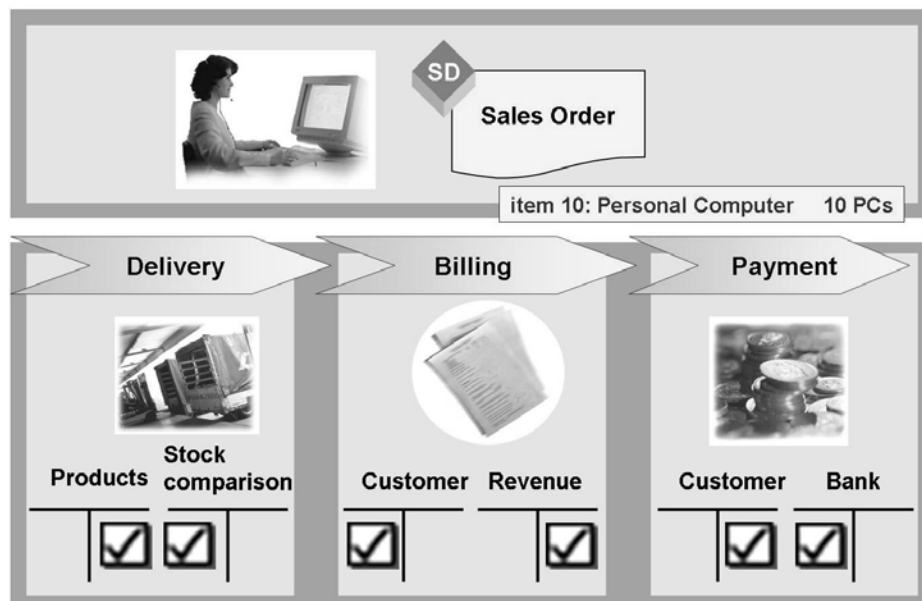 SD
Sales Order
item 10: Personal Computer 10 PCs
Delivery
Billing
Payment
Products
Stock
comparison
Customer
Revenue
Customer
Bank